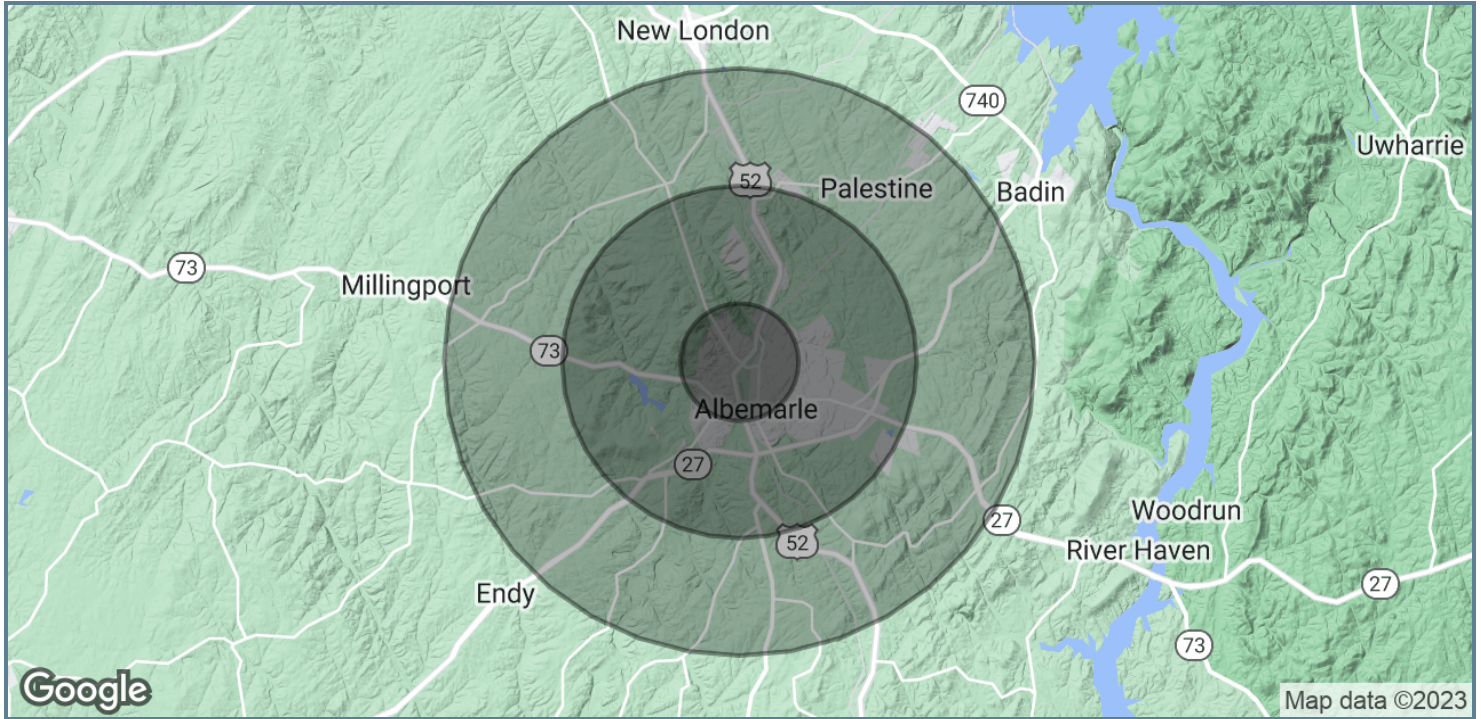 New London
740
Uwharrie
52
Palestine
Badin
73
Millingport
73
Albemarle
27
Woodrun
27
52
River Haven
27
Endy
73
Google
Map data ©2023